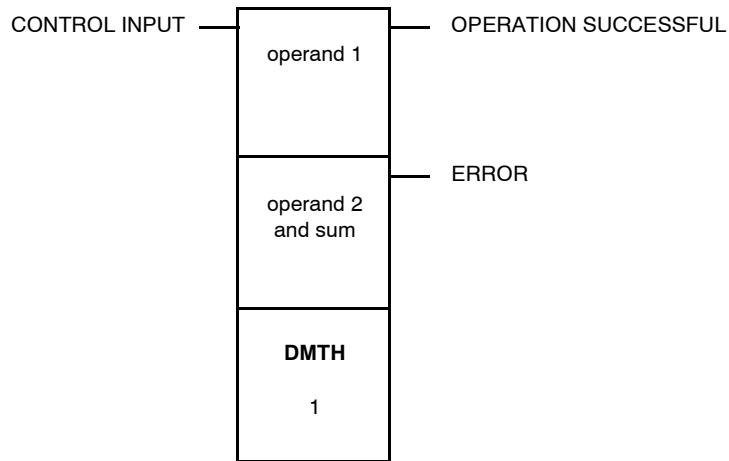 CONTROL INPUT
operand 1
OPERATION SUCCESSFUL
operand 2
and sum
ERROR
DMTH
1